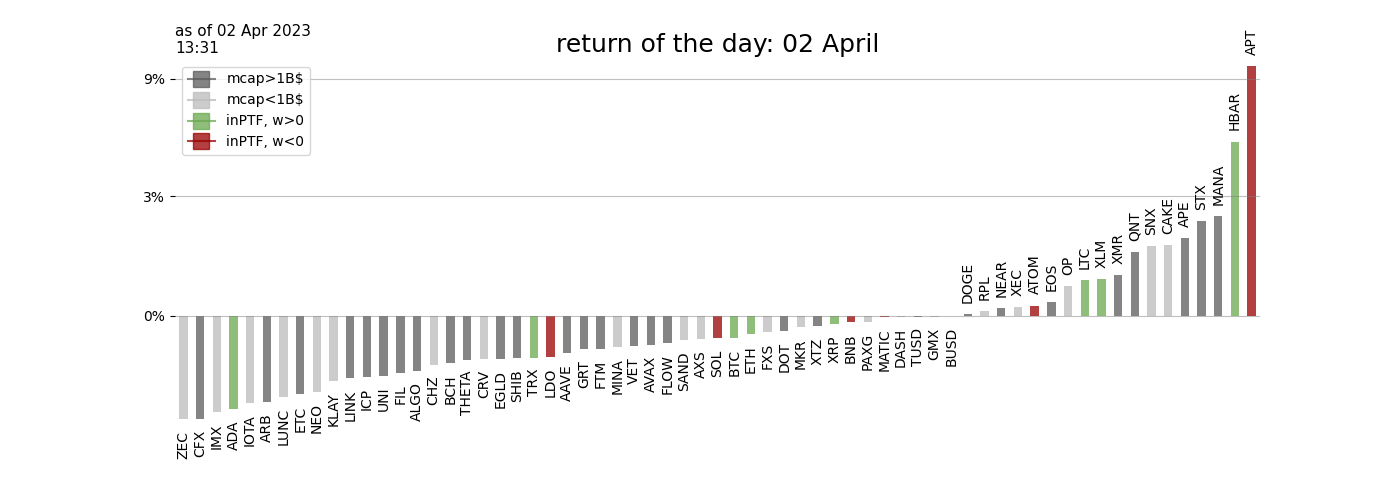 as of 02 Apr 2023
13:31
return of the day: 02 April
mcap>1B$
mcap<1B$
inPTF, w>0
inPTF, w<0
9%
3%
0%
ZEC
CFX
IMX
ADA
IOTA
ARB
LUNC
ETC
NEO
KLAY
LINK
ICP
UNI
FIL
ALGO
CHZ
BCH
THETA
CRV
EGLD
SHIB
TRX
LDO
AAVE
GRT
FTM
MINA
VET
AVAX
FLOW
SAND
AXS
SOL
BTC
ETH
FXS
DOT
MKR
XTZ
XRP
BNB
PAXG
MATIC
DASH
TUSD
GMX
BUSD
DOGE
RPL
NEAR
XEC
ATOM
EOS
OP
LTC
XLM
XMR
QNT
SNX
CAKE
APE
STX
MANA
HBAR
APT